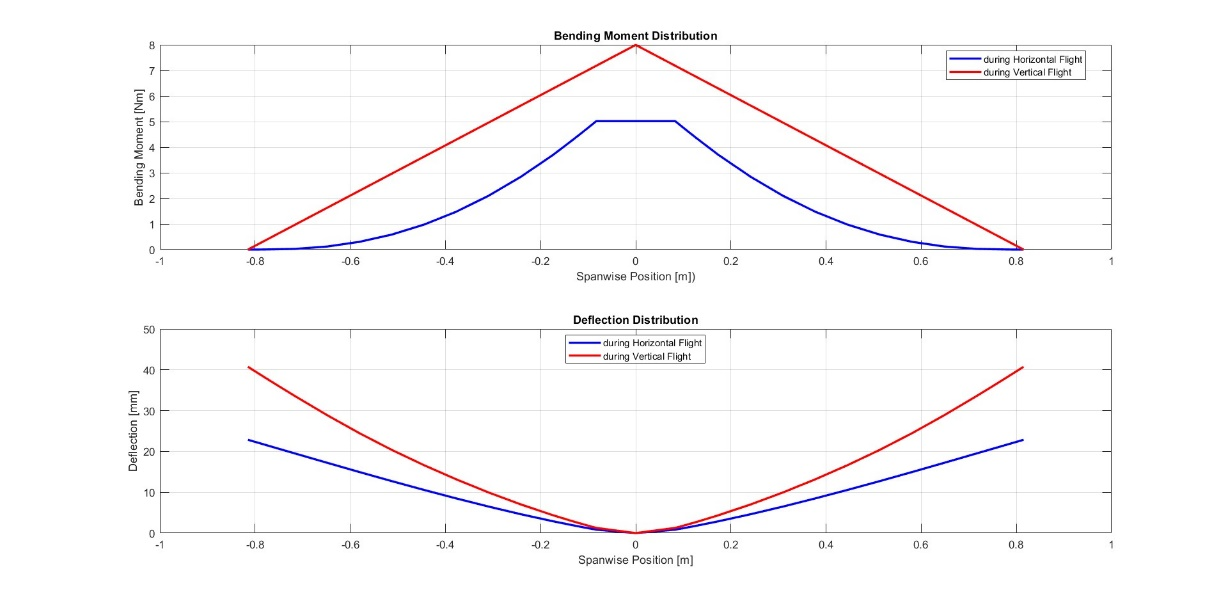 Bending Moment Distribution
8
7
6
5
4
3
2
1
0
Bending Moment [Nm]
during Horizontal Flight
during Vertical Flight
-1 -0.8 -0.6 -0.4 -0.2 0 0.2 0.4 0.6 0.8 1
Spanwise Position [m])
Deflection Distribution
50
40
30
20
10
0
Deflection [mm]
during Horizontal Flight
during Vertical Flight
-1 -0.8 -0.6 -0.4 -0.2 0 0.2 0.4 0.6 0.8 1
Spanwise Position [m]